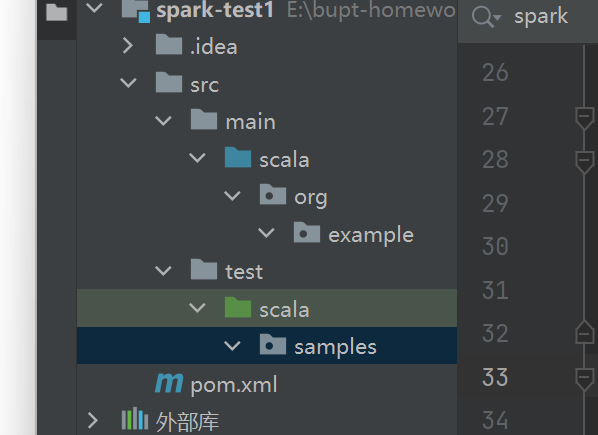 spark-test1 E:\bupt-homewo
.idea
src
main
scala
org
example
test
scala
samples
pom.xml
外部库
spark
26
27
28
29
30
31
32
33
34